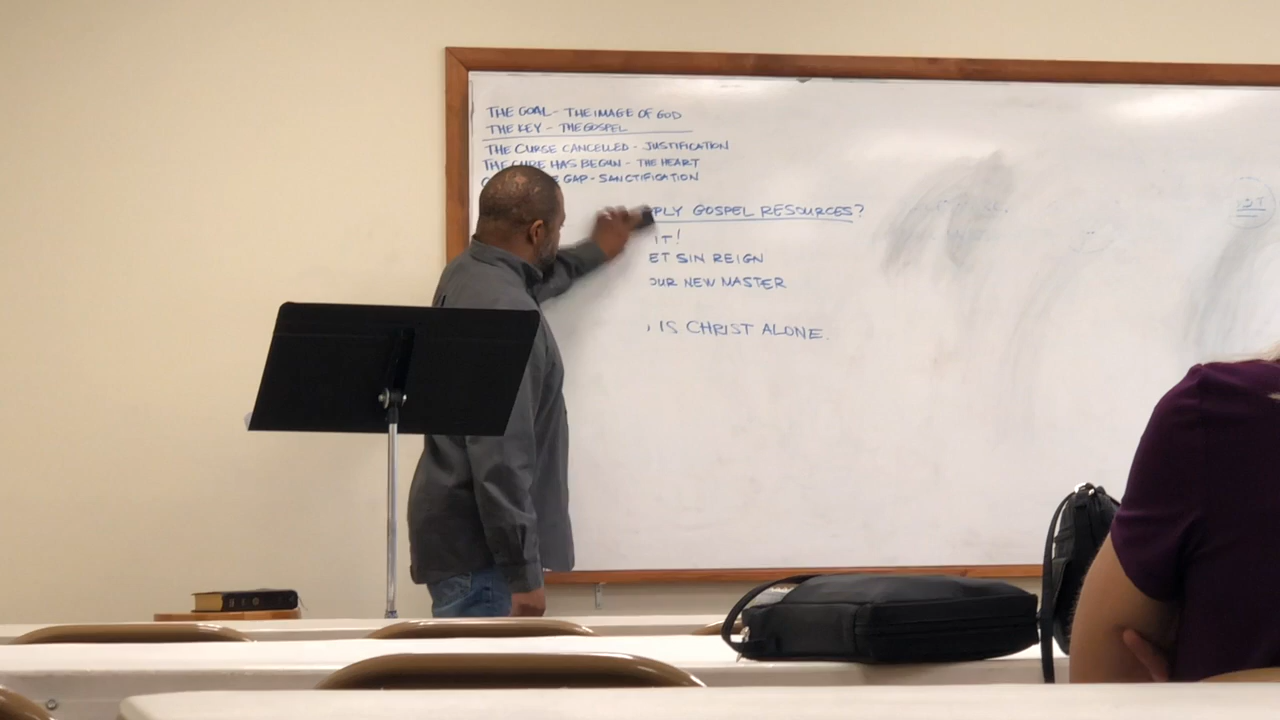 THE GOAL - THE IMAGE OF GOD
THE KEY - THE GOSPEL
THE CURSE CANCELLED - JUSTIFICATION
THE CURE HAS BEGUN - THE HEART
GAP - SANCTIFICATION
PLY GOSPEL RESOURCES?
IT!
ET SIN REIGN
OUR NEW MASTER
IS CHRIST ALONE.